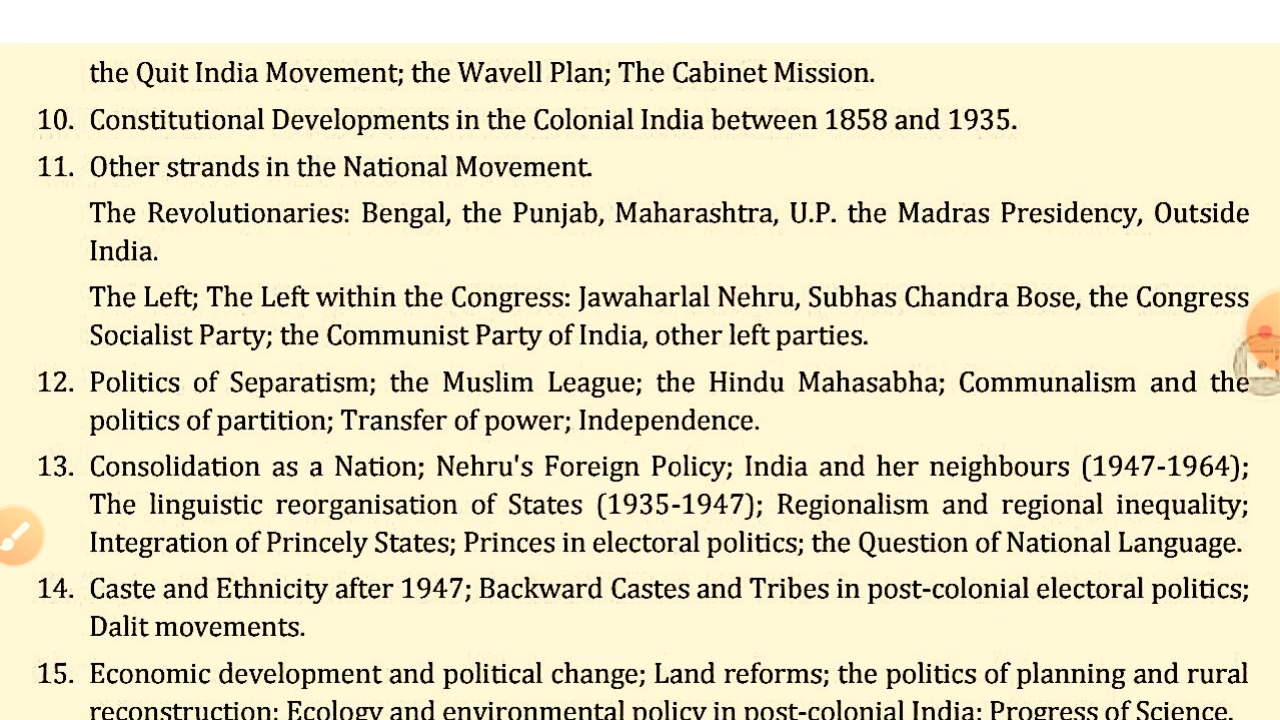 the Quit India Movement; the Wavell Plan; The Cabinet Mission.
10. Constitutional Developments in the Colonial India between 1858 and 1935.
11. Other strands in the National Movement.
The Revolutionaries: Bengal, the Punjab, Maharashtra, U.P. the Madras Presidency, Outside
India.
The Left; The Left within the Congress: Jawaharlal Nehru, Subhas Chandra Bose, the Congress
Socialist Party; the Communist Party of India, other left parties.
12. Politics of Separatism; the Muslim League; the Hindu Mahasabha; Communalism and the
politics of partition; Transfer of power; Independence.
13. Consolidation as a Nation; Nehru's Foreign Policy; India and her neighbours (1947-1964);
The linguistic reorganisation of States (1935-1947); Regionalism and regional inequality;
Integration of Princely States; Princes in electoral politics; the Question of National Language.
14. Caste and Ethnicity after 1947; Backward Castes and Tribes in post-colonial electoral politics;
Dalit movements.
15. Economic development and political change; Land reforms; the politics of planning and rural
reconstruction; Ecology and environmental policy in post-colonial India; Progress of Science.